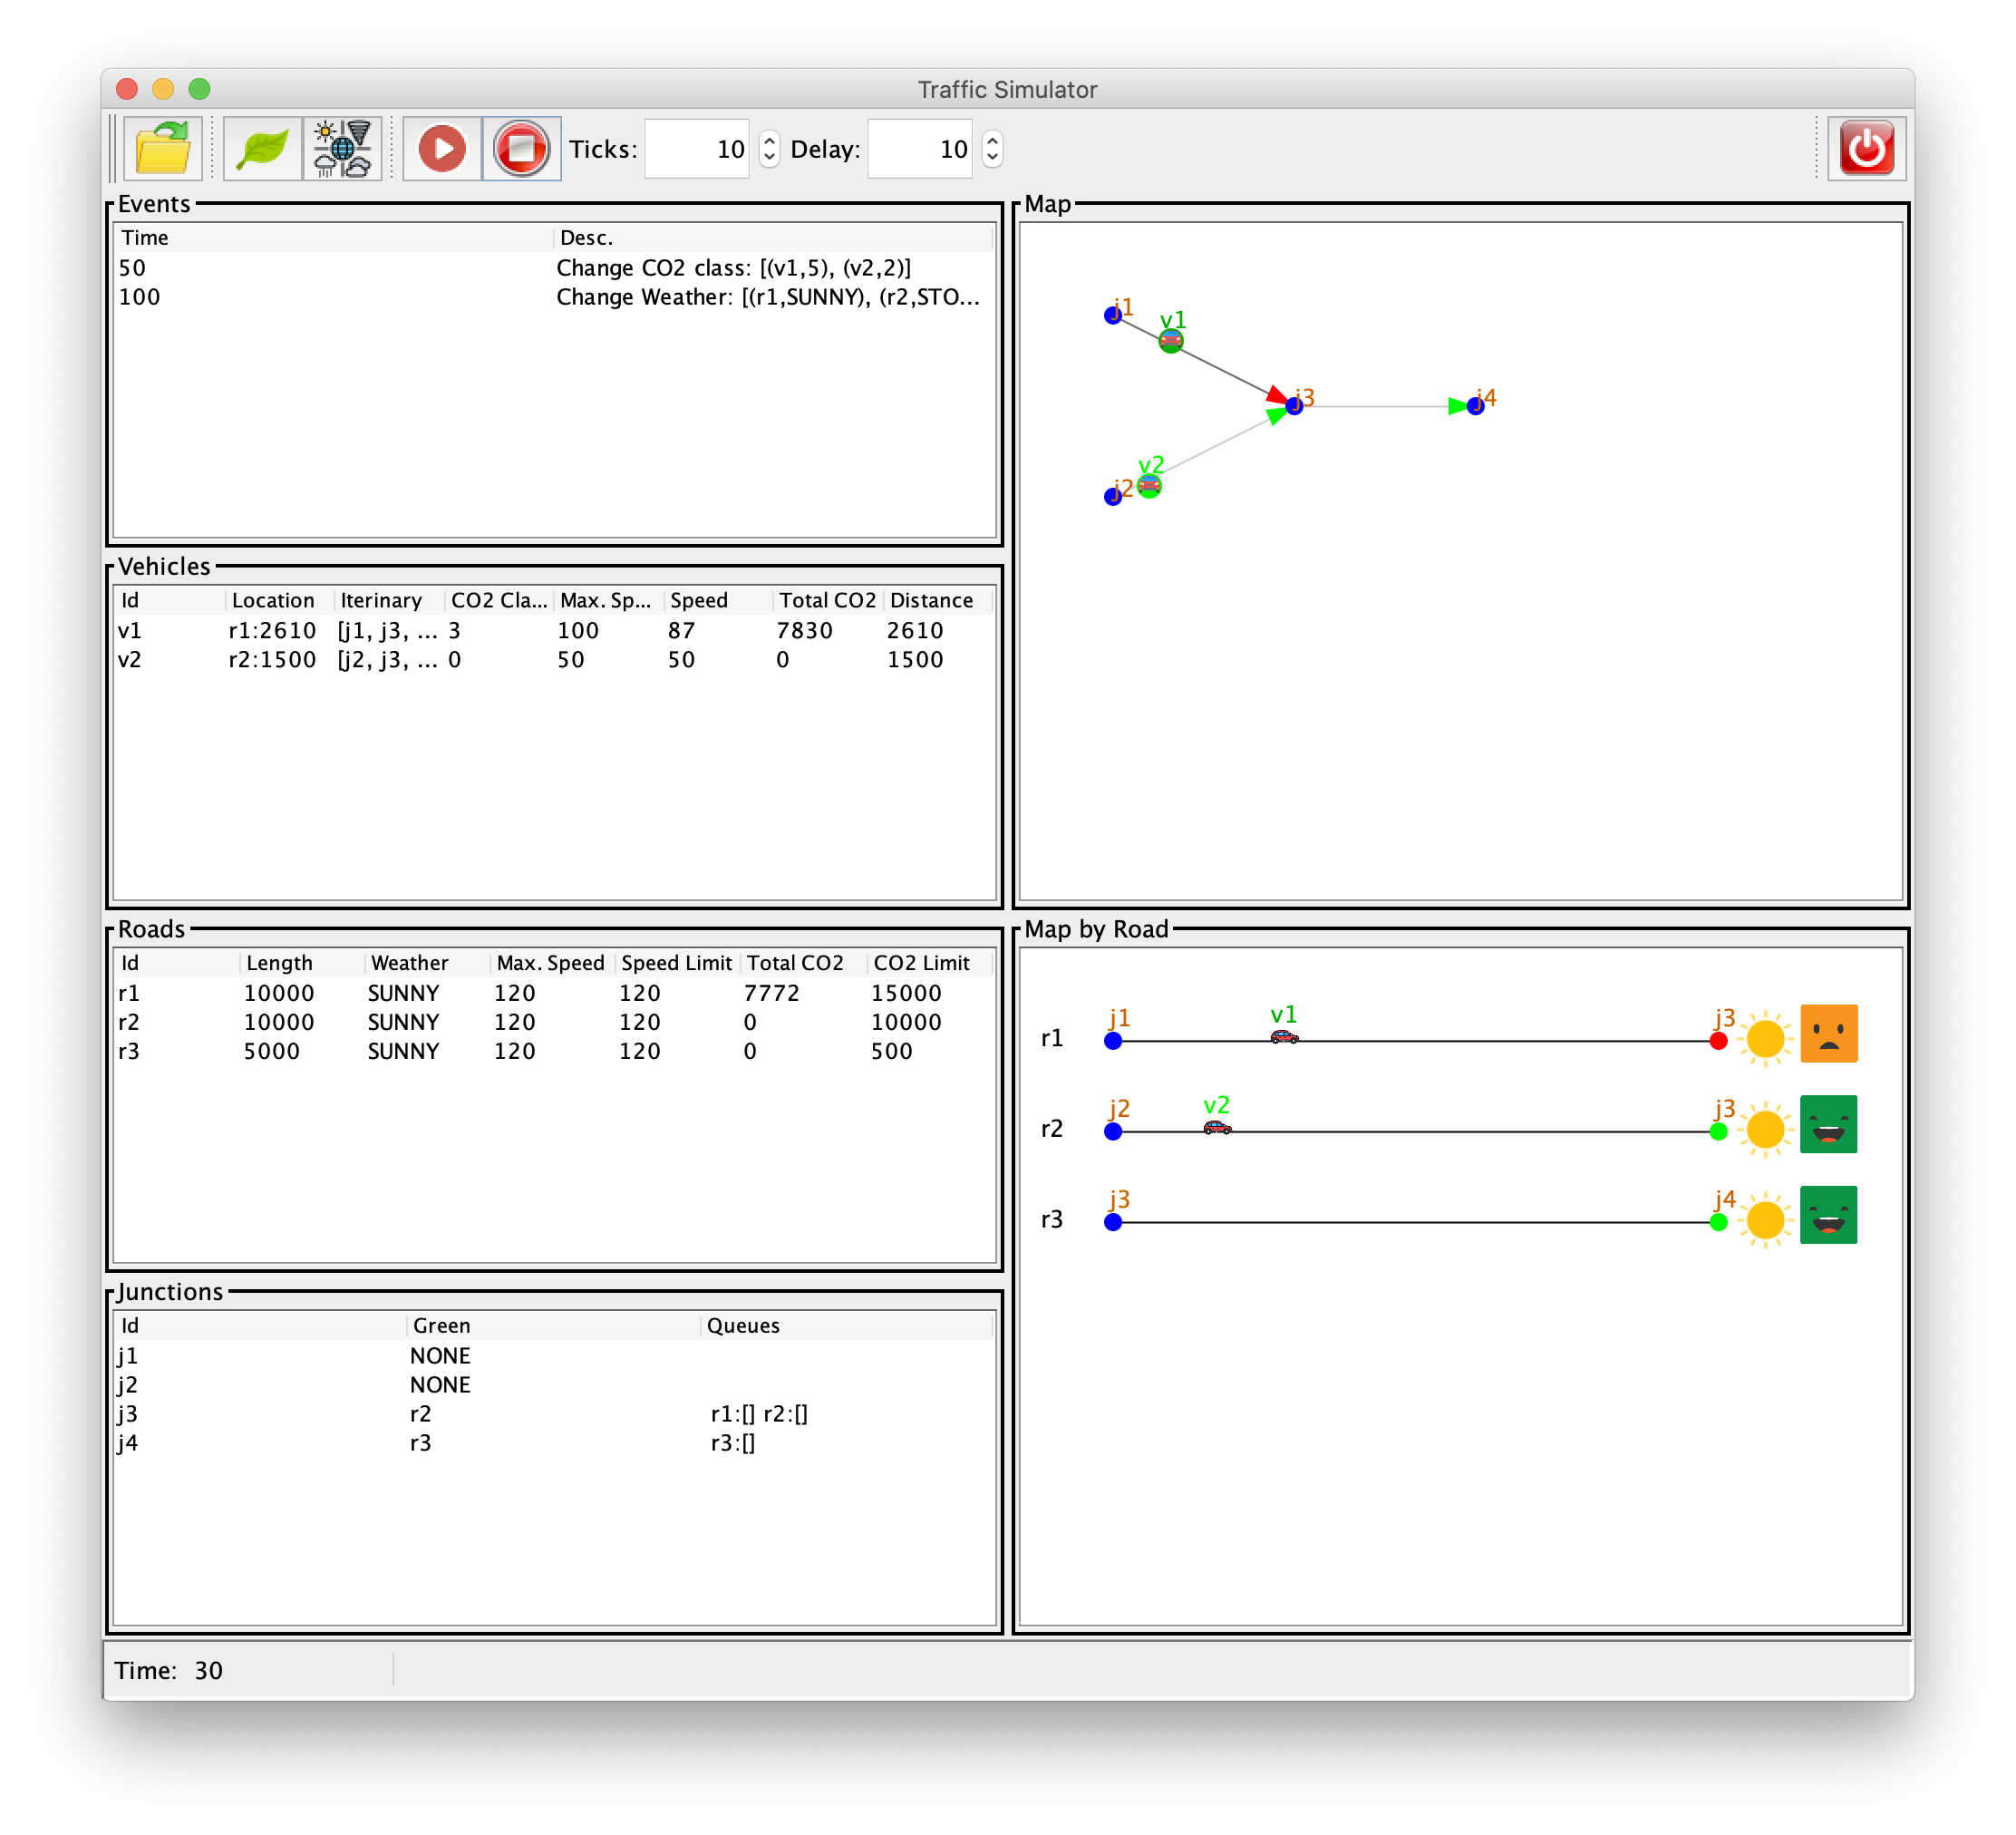 Traffic Simulator
Ticks: 10 Delay: 10
Events
Time Desc.
50 Change CO2 class: [(v1,5), (v2,2)]
100 Change Weather: [(r1,SUNNY), (r2,STO...
Vehicles
Id Location Iterinary CO2 Cla... Max. Sp... Speed Total CO2 Distance
v1 r1:2610 [j1, j3, ... 3 100 87 7830 2610
v2 r2:1500 [j2, j3, ... 0 50 50 0 1500
Roads
Id Length Weather Max. Speed Speed Limit Total CO2 CO2 Limit
r1 10000 SUNNY 120 120 7772 15000
r2 10000 SUNNY 120 120 0 10000
r3 5000 SUNNY 120 120 0 500
Junctions
Id Green Queues
j1 NONE
j2 NONE
j3 r2 r1:[] r2:[]
j4 r3 r3:[]
Map
j1
v1
j3
j4
v2
j2
Map by Road
j1 v1 j3
r1
j2 v2 j3
r2
j3 j4
r3
Time: 30